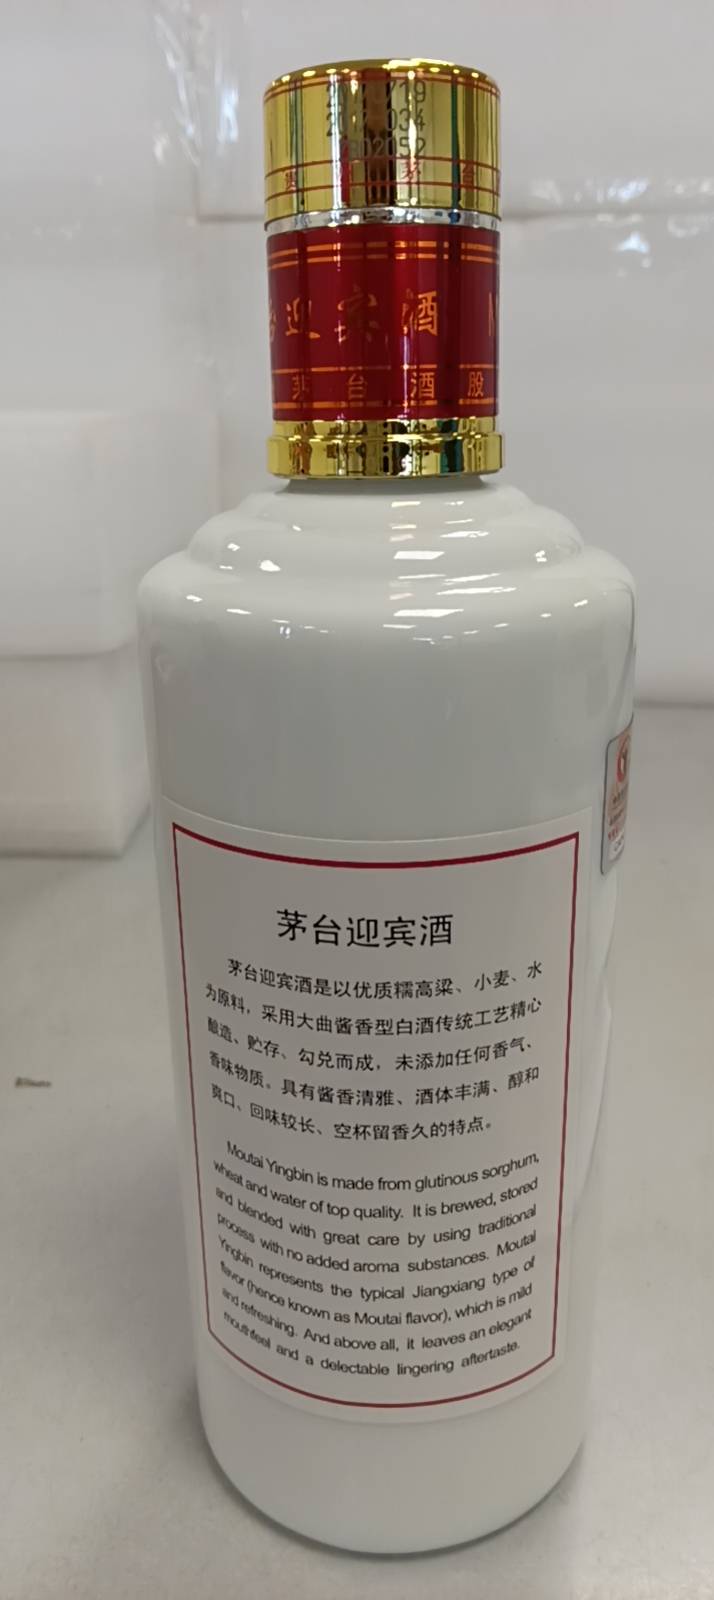 贵州茅台
迎宾酒
茅台酒股
茅台迎宾酒
茅台迎宾酒是以优质糯高粱、小麦、水
为原料，采用大曲酱香型白酒传统工艺精心
酿造、贮存、勾兑而成，未添加任何香气、
香味物质。具有酱香清雅、酒体丰满、醇和
爽口、回味较长、空杯留香久的特点。
Moutai Yingbin is made from glutinous sorghum,
wheat and water of top quality. It is brewed, stored
and blended with great care by using traditional
process with no added aroma substances. Moutai
Yingbin represents the typical Jiangxiang type of
flavor (hence known as Moutai flavor), which is mild
and refreshing. And above all, it leaves an elegant
mouthfeel and a delectable lingering aftertaste.